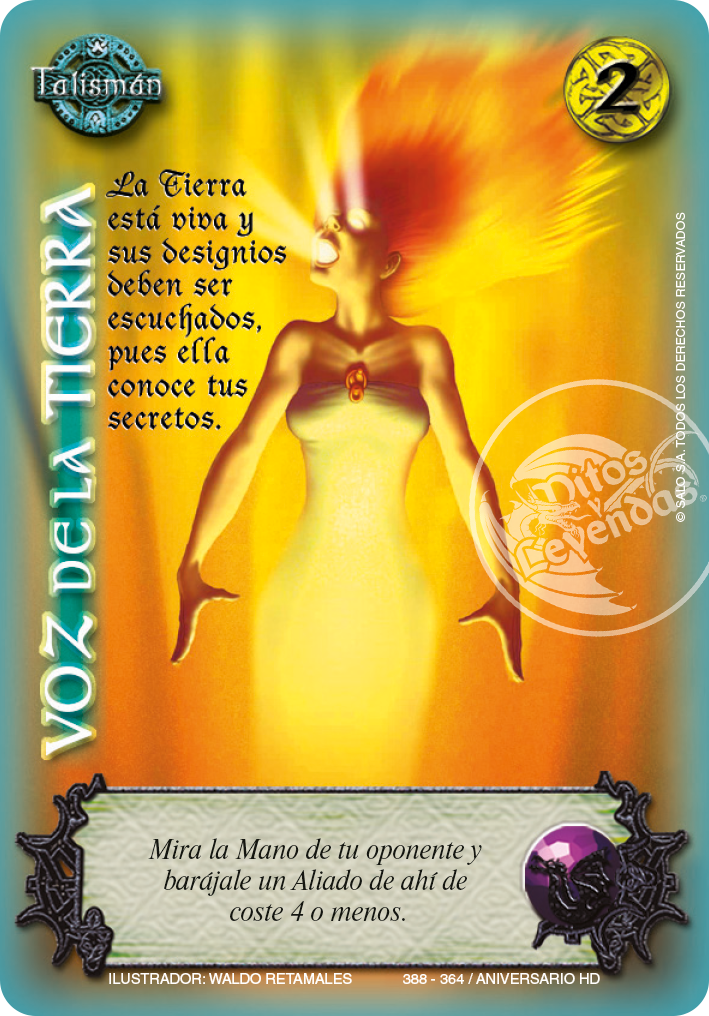 Talismán
2
La Tierra
está viva y
sus designios
deben ser
escuchados,
pues ella
conoce tus
secretos.
VOZ DE LA TIERRA
© SALO S.A. TODOS LOS DERECHOS RESERVADOS
Mitos
y
Leyendas®
Mira la Mano de tu oponente y
barájale un Aliado de ahí de
coste 4 o menos.
ILUSTRADOR: WALDO RETAMALES 388 - 364 / ANIVERSARIO HD